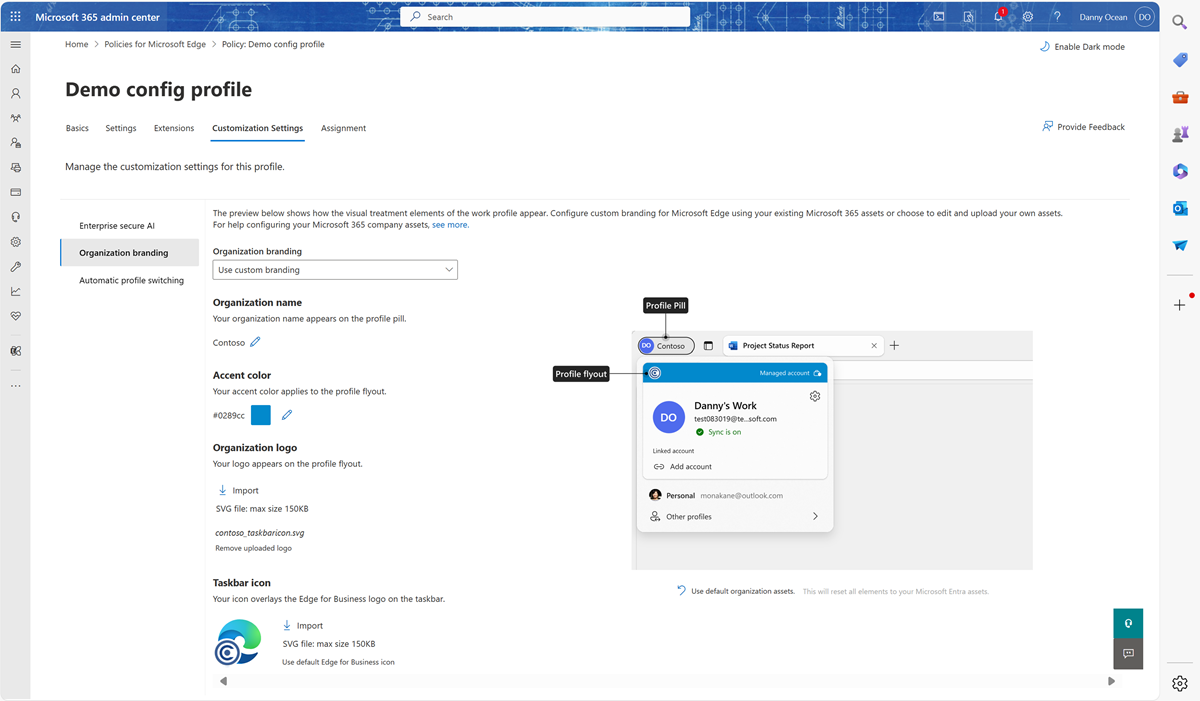 Microsoft 365 admin center
Search
1
Danny Ocean
DO
Home > Policies for Microsoft Edge > Policy: Demo config profile
Enable Dark mode
Demo config profile
Basics
Settings
Extensions
Customization Settings
Assignment
Provide Feedback
Manage the customization settings for this profile.
Enterprise secure AI
Organization branding
Automatic profile switching
The preview below shows how the visual treatment elements of the work profile appear. Configure custom branding for Microsoft Edge using your existing Microsoft 365 assets or choose to edit and upload your own assets.
For help configuring your Microsoft 365 company assets, see more.
Organization branding
Use custom branding
Organization name
Your organization name appears on the profile pill.
Contoso
Accent color
Your accent color applies to the profile flyout.
#0289cc
Organization logo
Your logo appears on the profile flyout.
Import
SVG file: max size 150KB
contoso_taskbaricon.svg
Remove uploaded logo
Taskbar icon
Your icon overlays the Edge for Business logo on the taskbar.
Import
SVG file: max size 150KB
Use default Edge for Business icon
Profile Pill
DO
Contoso
Project Status Report
Profile flyout
Managed account
DO
Danny's Work
test083019@te...soft.com
Sync is on
Linked account
Add account
Personal monakane@outlook.com
Other profiles
Use default organization assets. This will reset all elements to your Microsoft Entra assets.